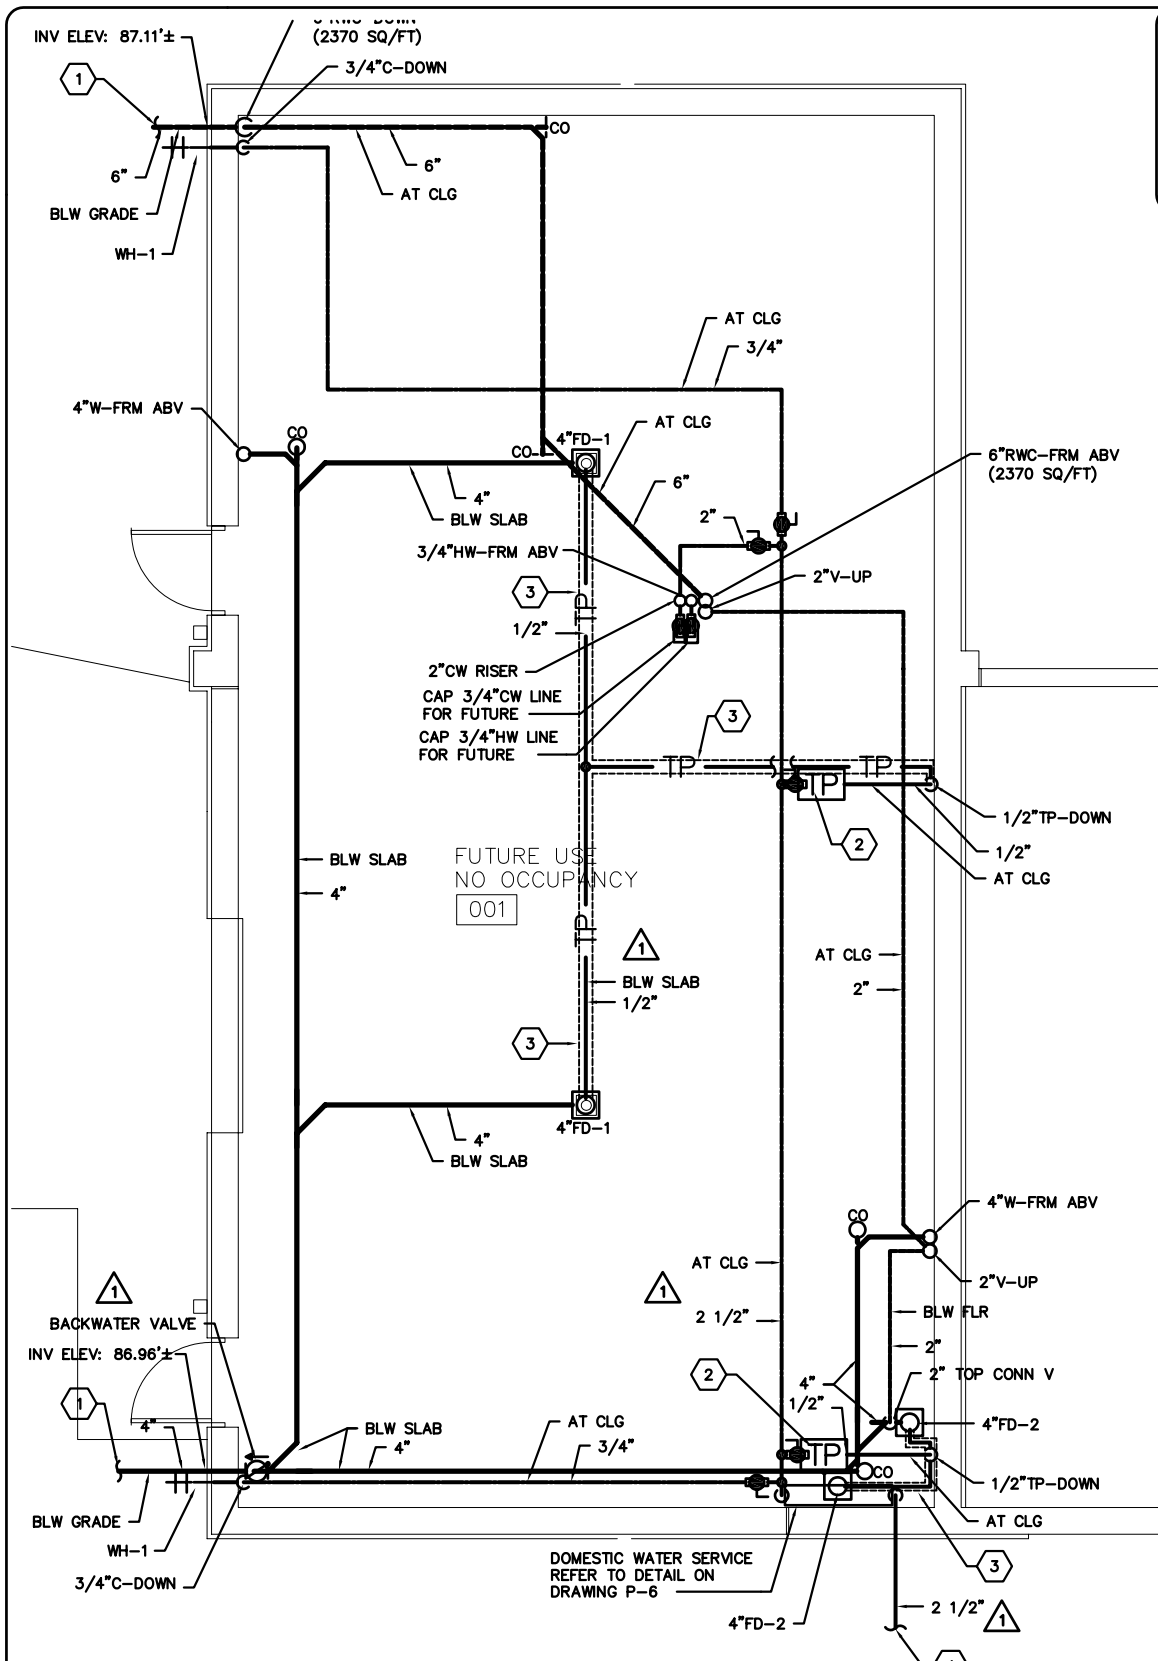 INV ELEV: 87.11'±
(2370 SQ/FT)
3/4"C-DOWN
1
CO
6"
6"
AT CLG
BLW GRADE
WH-1
AT CLG
3/4"
4"W-FRM ABV
CO
AT CLG
4"FD-1
CO
6"RWC-FRM ABV
(2370 SQ/FT)
6"
4"
BLW SLAB
2"
3/4"HW-FRM ABV
2"V-UP
3
1/2"
2"CW RISER
CAP 3/4"CW LINE
FOR FUTURE
CAP 3/4"HW LINE
FOR FUTURE
3
TP
TP
TP
TP
1/2"TP-DOWN
2
1/2"
AT CLG
BLW SLAB
4"
FUTURE USE
NO OCCUPANCY
001
TP
1
AT CLG
BLW SLAB
2"
1/2"
3
4"FD-1
4"
BLW SLAB
4"W-FRM ABV
CO
AT CLG
2"V-UP
1
1
BACKWATER VALVE
2 1/2"
BLW FLR
INV ELEV: 86.96'±
2"
2
2" TOP CONN V
4"
1
1/2"
4"
BLW SLAB
AT CLG
4"FD-2
4"
3/4"
TP
CO
1/2"TP-DOWN
BLW GRADE
AT CLG
WH-1
DOMESTIC WATER SERVICE
REFER TO DETAIL ON
DRAWING P-6
3
3/4"C-DOWN
2 1/2"
1
4"FD-2